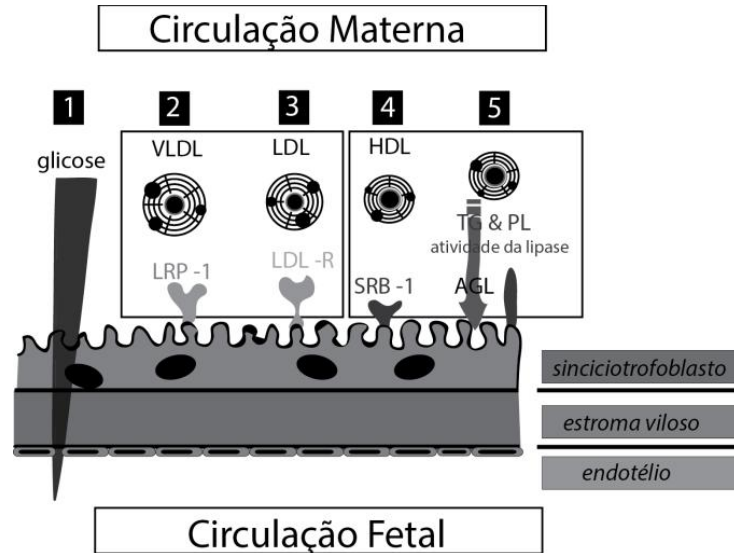 Circulação Materna
1 2 3 4 5
glicose
VLDL
LDL
HDL
TG & PL
atividade da lipase
LRP -1
LDL -R
SRB -1
AGL
sinciciotrofoblasto
estroma viloso
endotélio
Circulação Fetal